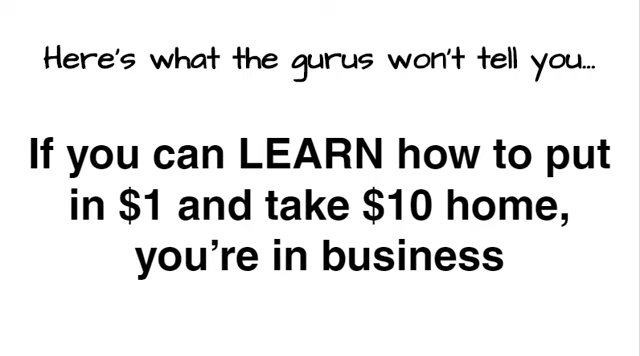 Here's what the gurus won't tell you...
If you can LEARN how to put
in $1 and take $10 home,
you're in business